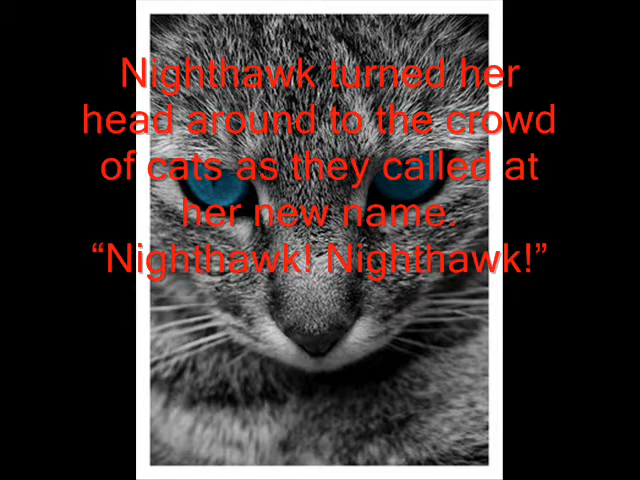 Nighthawk turned her
head around to the crowd
of cats as they called at
her new name.
“Nighthawk! Nighthawk!”